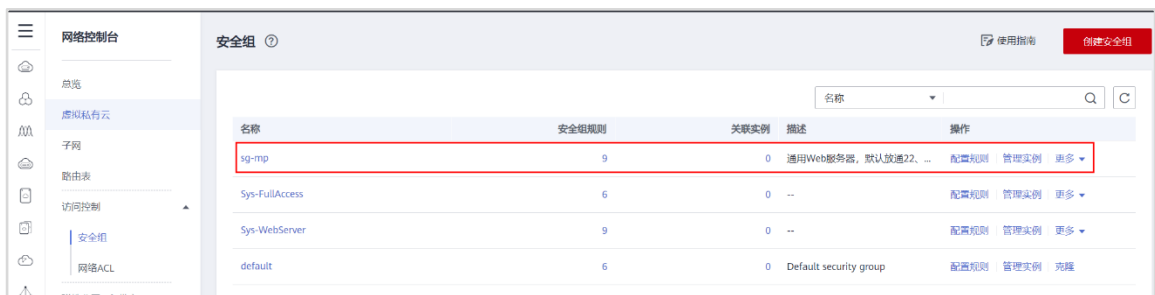 网络控制台
安全组 ?
使用指南
创建安全组
总览
虚拟私有云
子网
路由表
访问控制
安全组
网络ACL
名称
名称 安全组规则 关联实例 描述 操作
sg-mp 9 0 通用Web服务器，默认放通22、... 配置规则 管理实例 更多
Sys-FullAccess 6 0 -- 配置规则 管理实例 更多
Sys-WebServer 9 0 -- 配置规则 管理实例 更多
default 6 0 Default security group 配置规则 管理实例 克隆